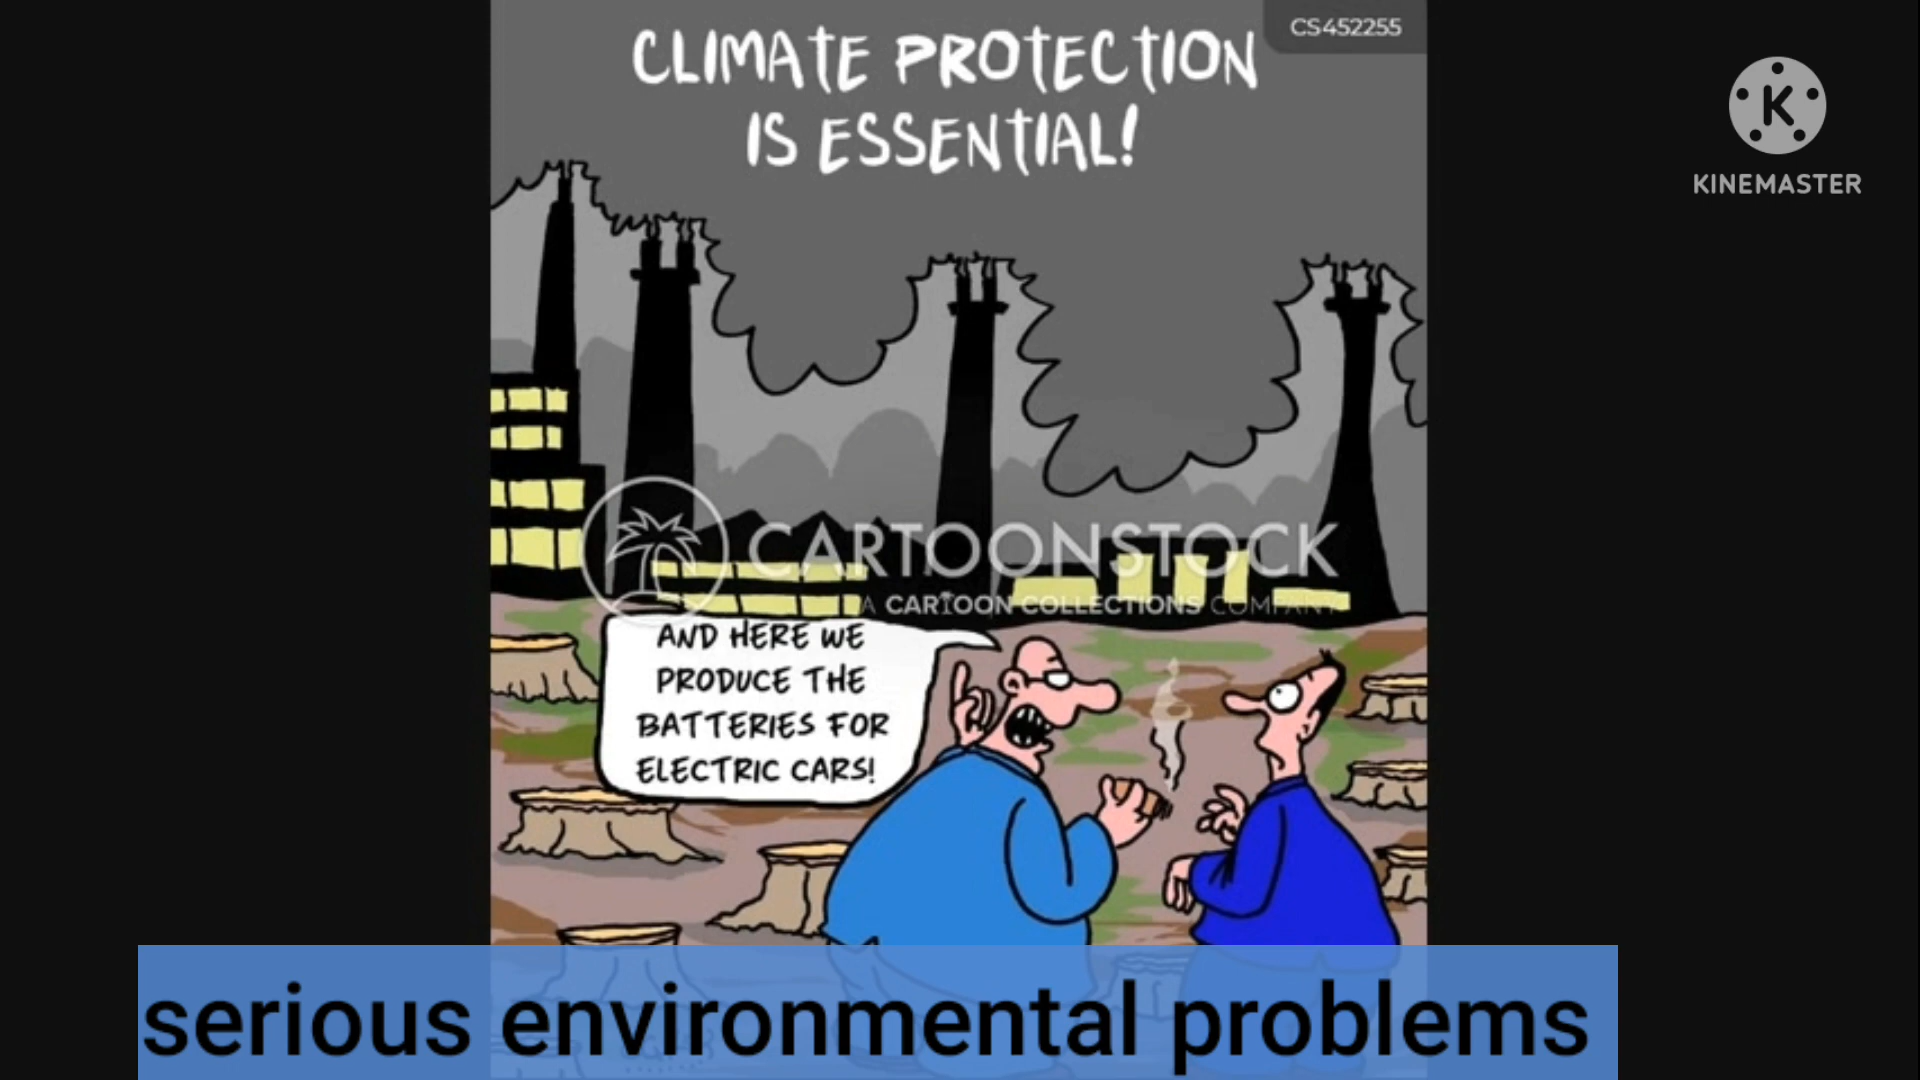 CLIMATE PROTECTION
IS ESSENTIAL!
CS452255
K
KINEMASTER
CARTOONSTOCK
A CARTOON COLLECTIONS COMPANY
AND HERE WE
PRODUCE THE
BATTERIES FOR
ELECTRIC CARS!
serious environmental problems